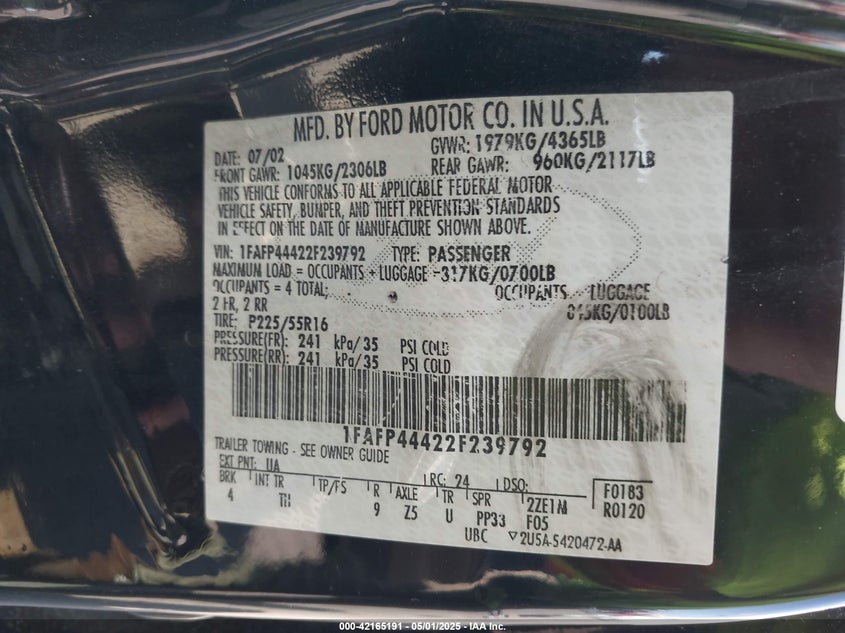 MFD. BY FORD MOTOR CO. IN U.S.A.
DATE: 07/02 GVWR: 1979KG/4365LB
FRONT GAWR: 1045KG/2306LB REAR GAWR: 960KG/2117LB
THIS VEHICLE CONFORMS TO ALL APPLICABLE FEDERAL MOTOR
VEHICLE SAFETY, BUMPER, AND THEFT PREVENTION STANDARDS
IN EFFECT ON THE DATE OF MANUFACTURE SHOWN ABOVE.
VIN: 1FAFP44422F239792 TYPE: PASSENGER
MAXIMUM LOAD = OCCUPANTS + LUGGAGE =317KG/0700LB
OCCUPANTS = 4 TOTAL; OCCUPANTS LUGGAGE
2 FR, 2 RR 045KG/0100LB
TIRE: P225/55R16
PRESSURE(FR): 241 kPa/35 PSI COLD
PRESSURE(RR): 241 kPa/35 PSI COLD
1FAFP44422F239792
TRAILER TOWING - SEE OWNER GUIDE
EXT PNT: UA RC: 24 DSO:
BRK INT TR TP/FS R AXLE TR SPR 2ZE1M F0183
4 TH 9 Z5 U PP33 F05 R0120
UBC ▽2U5A-5420472-AA
000-42165191 - 05/01/2025 - IAA Inc.